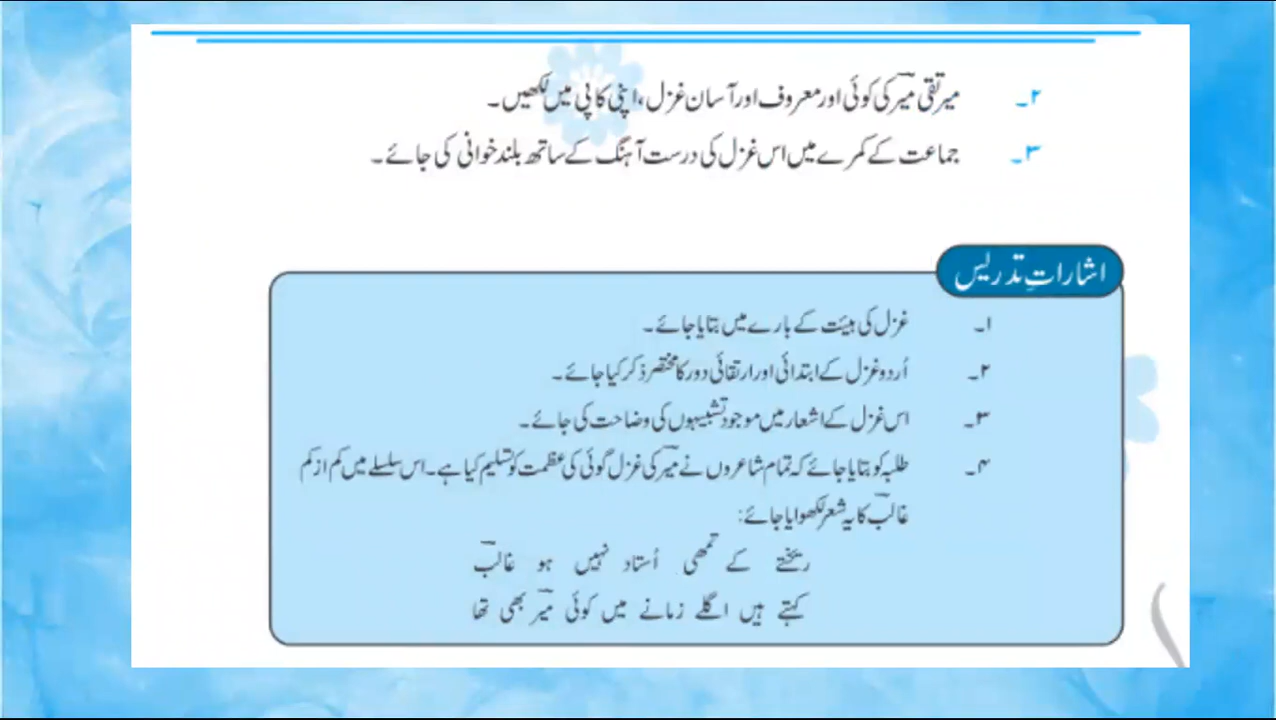 ۲۔ میر تقی میرؔ کی کوئی اور معروف اور آسان غزل، اپنی کاپی میں لکھیں۔
۳۔ جماعت کے کمرے میں اس غزل کی درست آہنگ کے ساتھ بلند خوانی کی جائے۔
اشاراتِ تدریس
۱۔ غزل کی ہیئت کے بارے میں بتایا جائے۔
۲۔ اُردو غزل کے ابتدائی اور ارتقائی دور کا مختصر ذکر کیا جائے۔
۳۔ اس غزل کے اشعار میں موجود تشبیہوں کی وضاحت کی جائے۔
۴۔ طلبہ کو بتایا جائے کہ تمام شاعروں نے میرؔ کی غزل گوئی کی عظمت کو تسلیم کیا ہے۔ اس سلسلے میں کم از کم
غالبؔ کا یہ شعر لکھوایا جائے:
ریختے کے تمھی اُستاد نہیں ہو غالبؔ
کہتے ہیں اگلے زمانے میں کوئی میرؔ بھی تھا